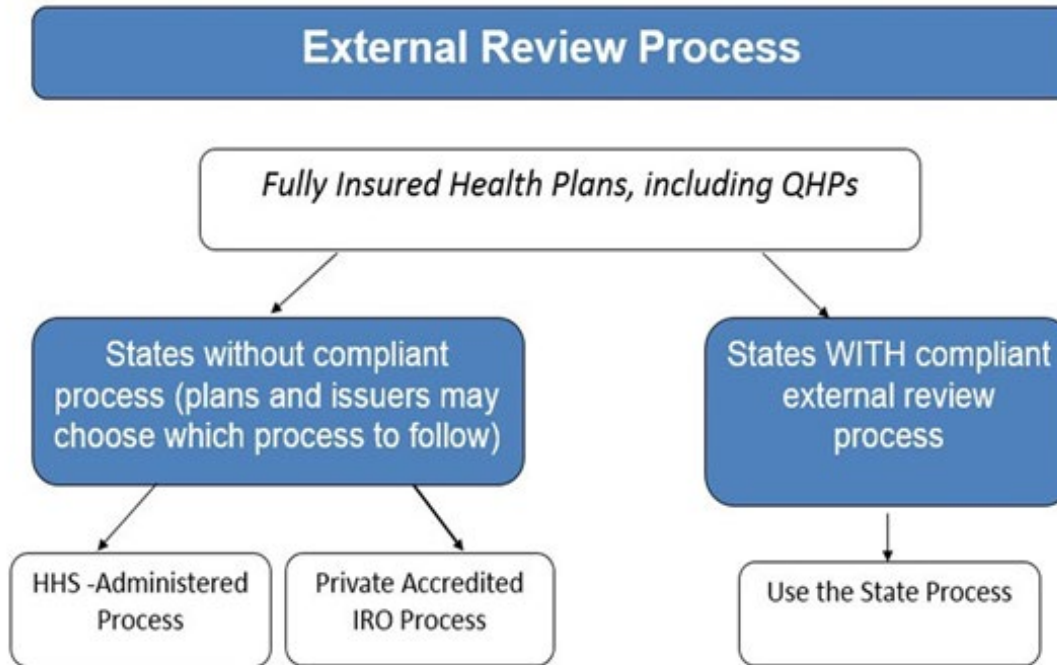 External Review Process
Fully Insured Health Plans, including QHPs
States without compliant
process (plans and issuers may
choose which process to follow)
States WITH compliant
external review
process
HHS -Administered
Process
Private Accredited
IRO Process
Use the State Process